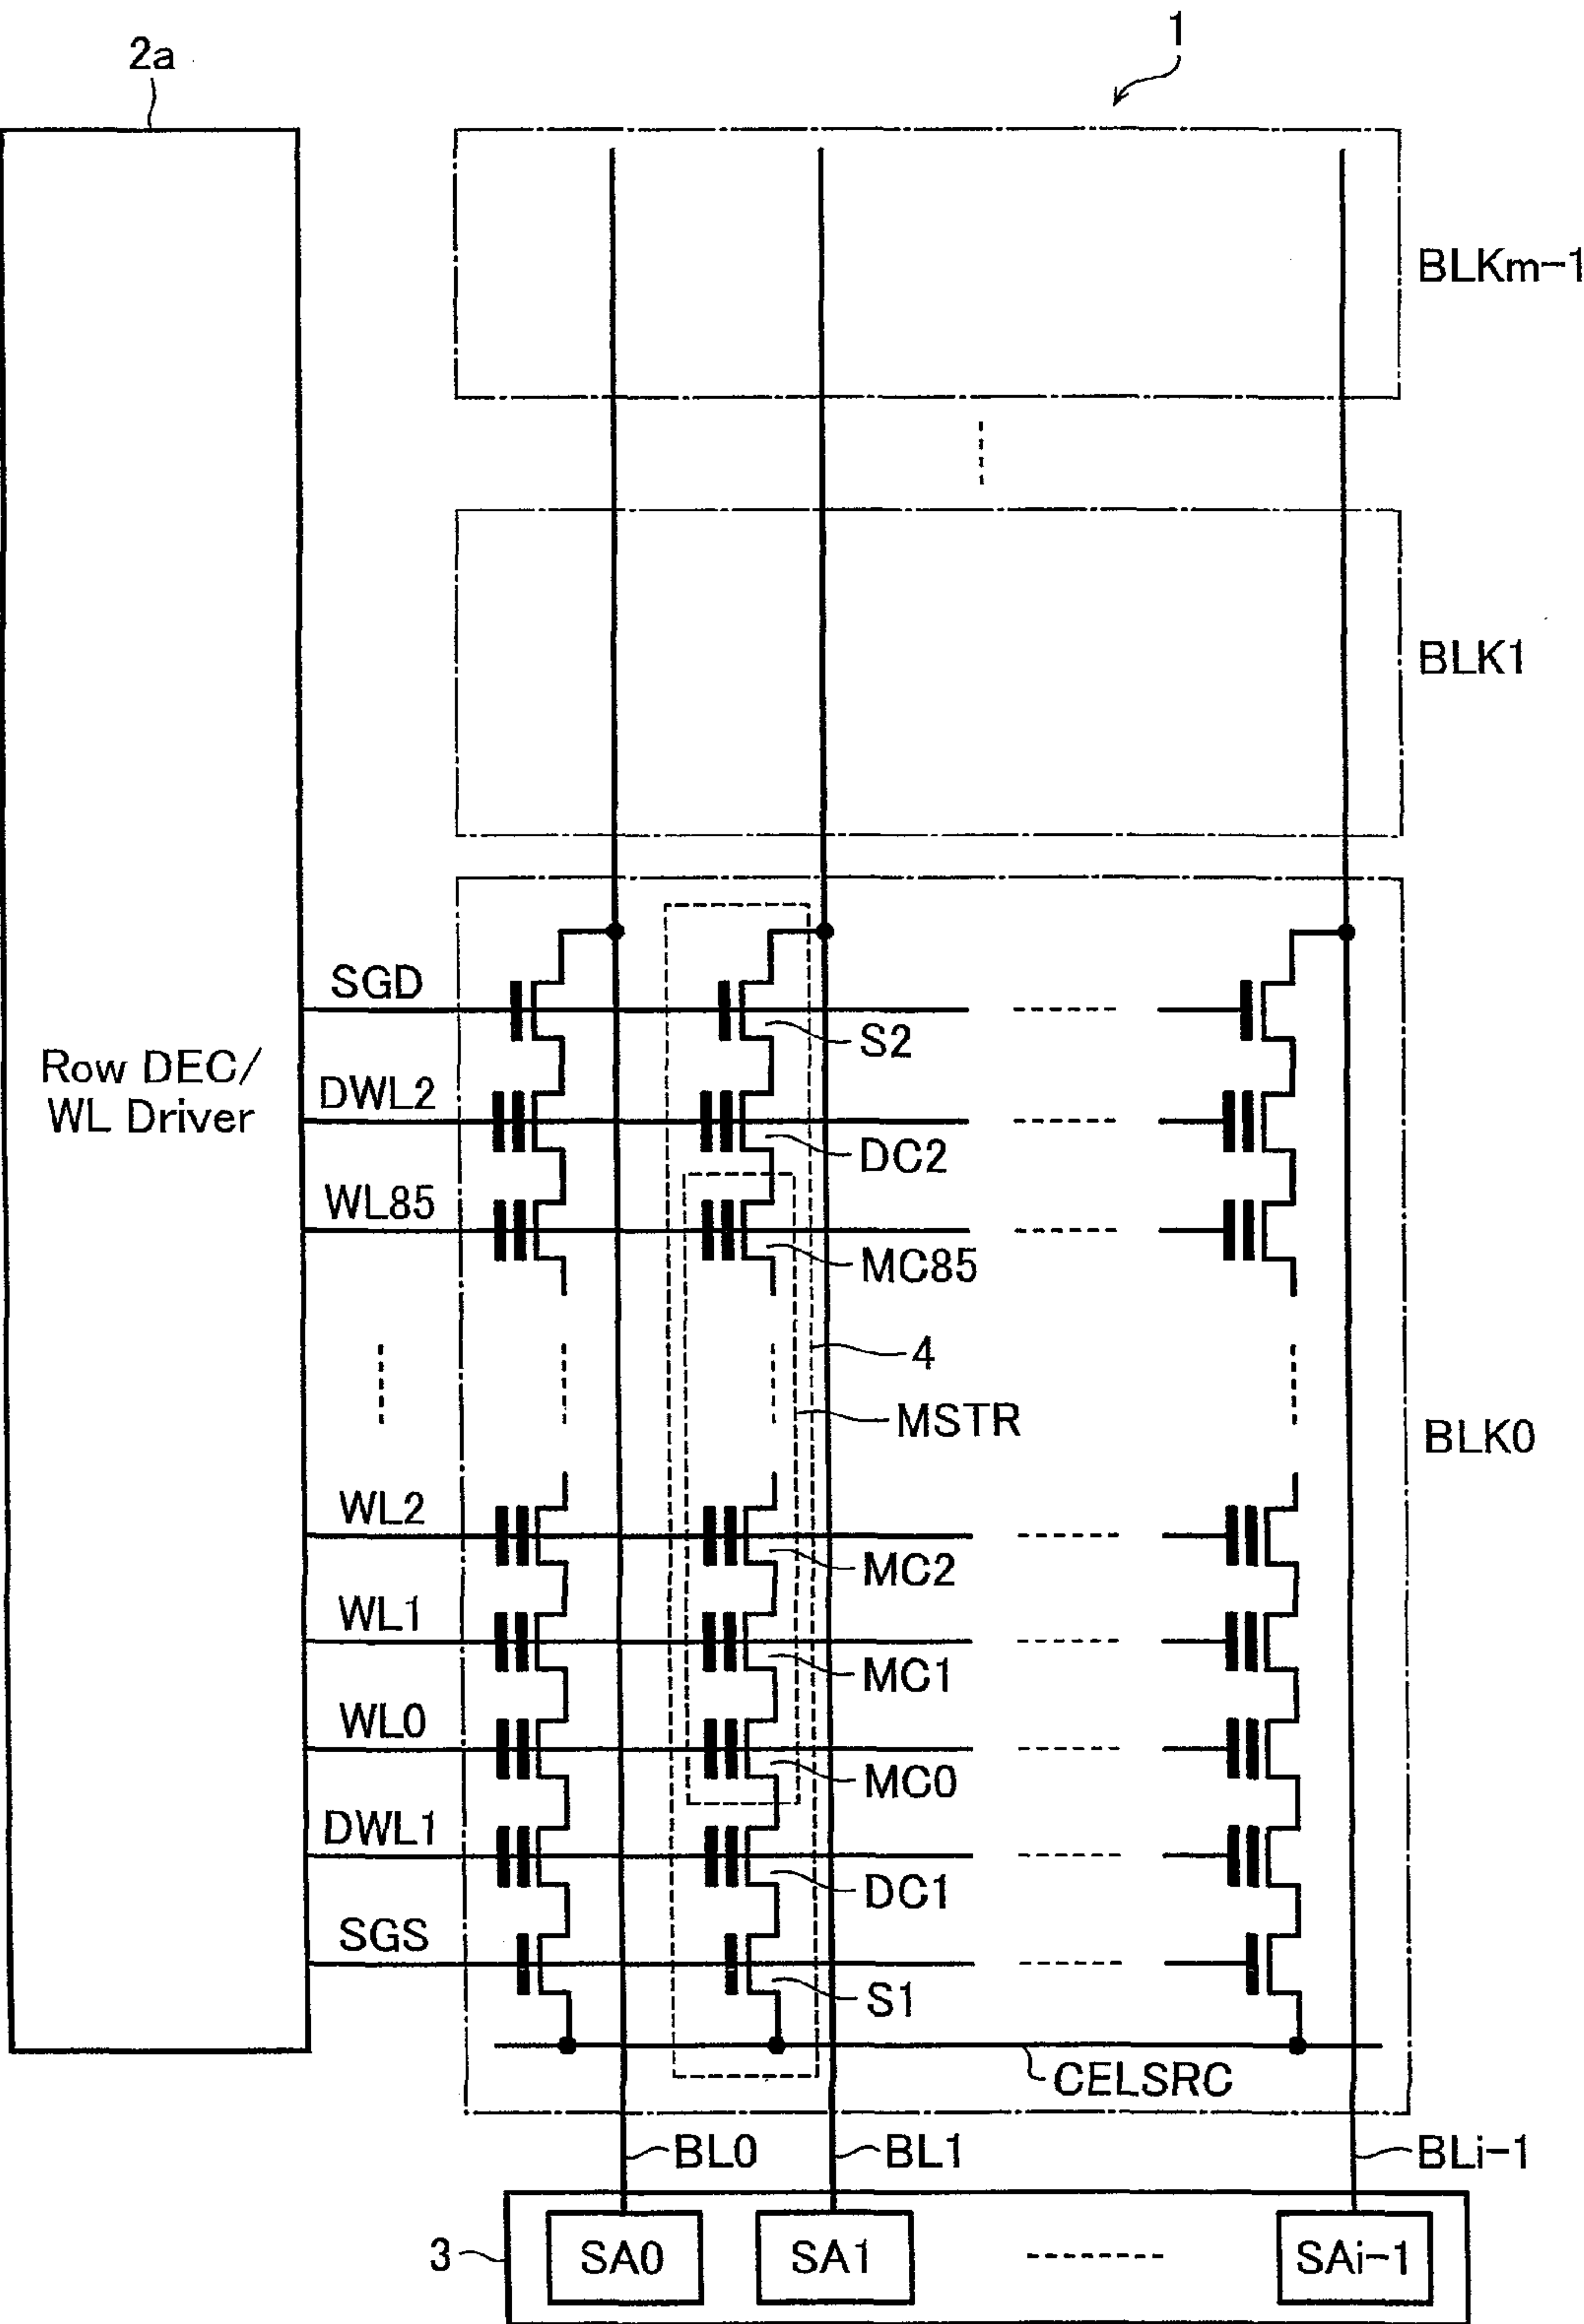 2a
1
BLKm-1
BLK1
SGD
S2
Row DEC/
WL Driver
DWL2
DC2
WL85
MC85
4
MSTR
BLK0
WL2
MC2
WL1
MC1
WL0
MC0
DWL1
DC1
SGS
S1
CELSRC
BL0
BL1
BLi-1
3
SA0
SA1
SAi-1